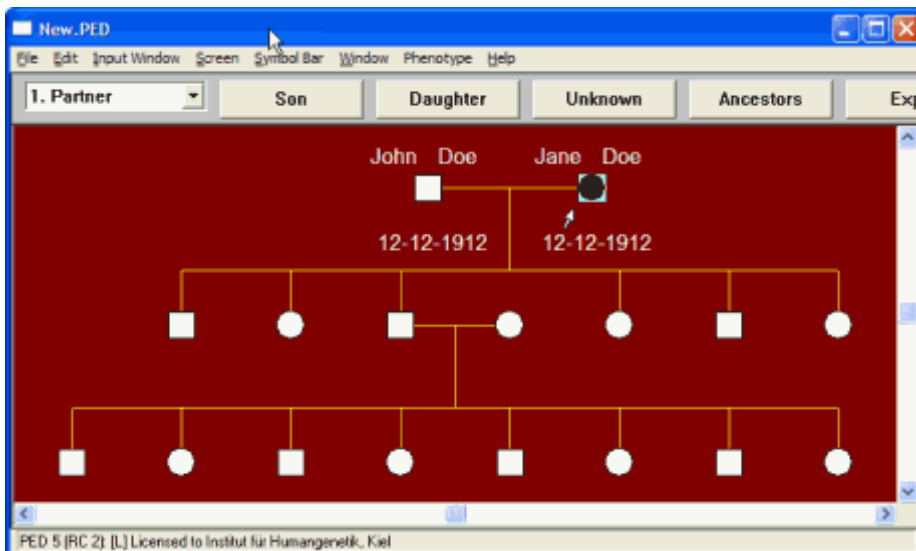 New.PED
File Edit Input Window Screen Symbol Bar Window Phenotype Help
1. Partner Son Daughter Unknown Ancestors Exp
John Doe Jane Doe
12-12-1912 12-12-1912
PED 5 (RC 2): [L] Licensed to Institut für Humangenetik, Kiel